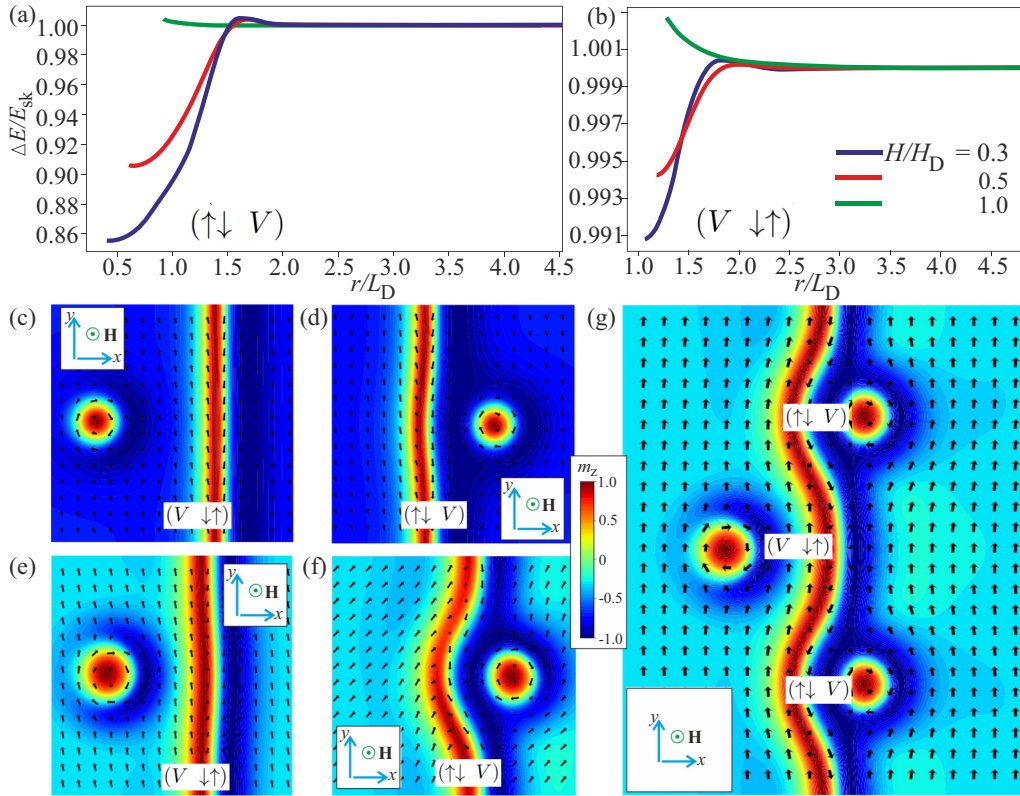 (a)
1.00
0.98
0.96
0.94
0.92
0.90
0.88
0.86
ΔE/E_sk
(↑↓ V)
0.5 1.0 1.5 2.0 2.5 3.0 3.5 4.0 4.5
r/L_D
(b)
1.001
0.999
0.997
0.995
0.993
0.991
H/H_D = 0.3
0.5
1.0
(V ↓↑)
1.0 1.5 2.0 2.5 3.0 3.5 4.0 4.5
r/L_D
(c)
y
H
x
(V ↓↑)
(d)
(↑↓ V)
y
H
x
(e)
y
H
x
(V ↓↑)
(f)
y
H
x
(↑↓ V)
m_z
1.0
0.5
0
-0.5
-1.0
(g)
(↑↓ V)
(V ↓↑)
(↑↓ V)
y
H
x